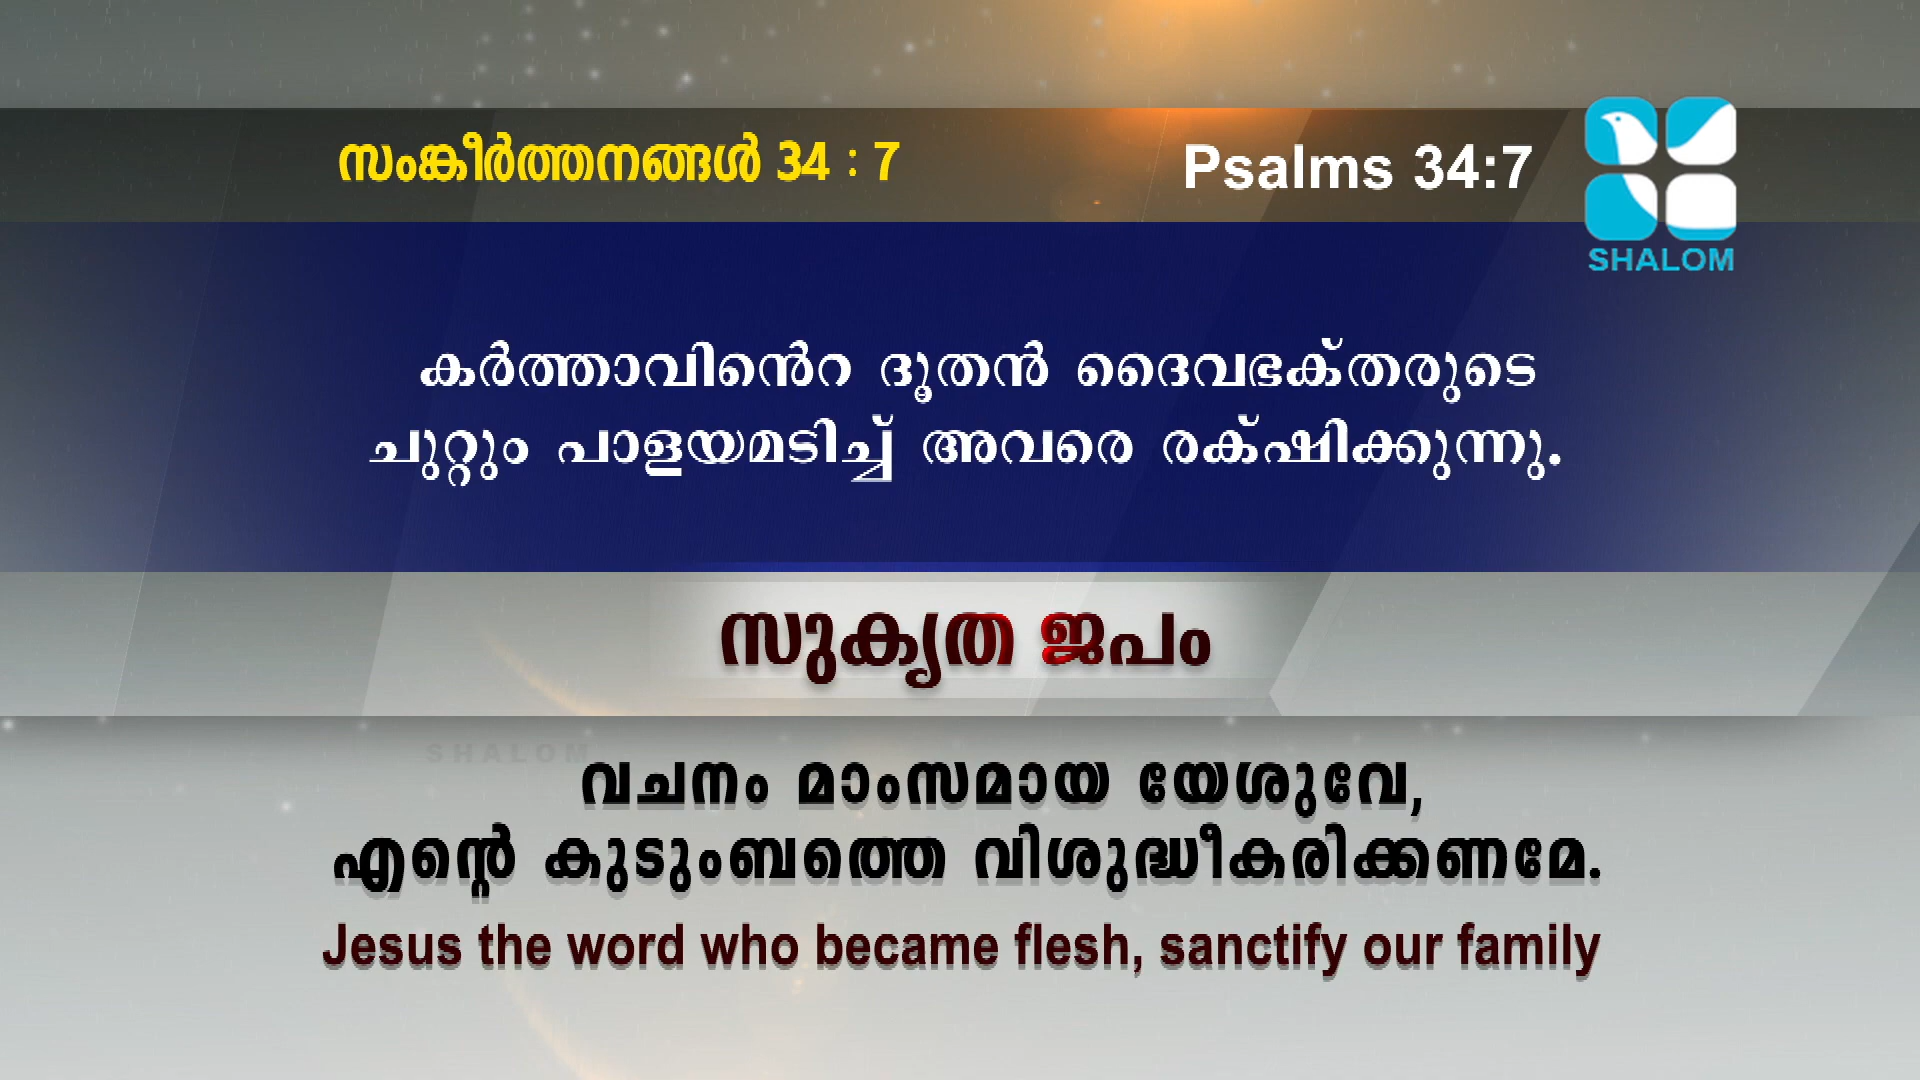 സംങ്കീർത്തനങ്ങൾ 34 : 7
Psalms 34:7
SHALOM
കർത്താവിൻെറ ദൂതൻ ദൈവഭക്‌തരുടെ
ചുറ്റും പാളയമടിച്ച് അവരെ രക്‌ഷിക്കുന്നു.
സുകൃത ജപം
SHALOM
വചനം മാംസമായ യേശുവേ,
എന്റെ കുടുംബത്തെ വിശുദ്ധീകരിക്കണമേ.
Jesus the word who became flesh, sanctify our family